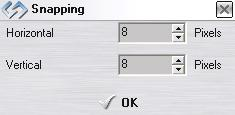 Snapping
Horizontal 8 Pixels
Vertical 8 Pixels
OK